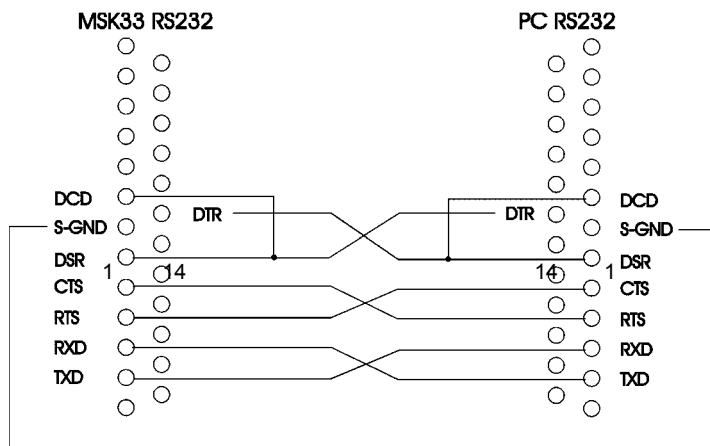 MSK33 RS232 PC RS232
DCD DCD
DTR DTR
S-GND S-GND
DSR DSR
1 14 14 1
CTS CTS
RTS RTS
RXD RXD
TXD TXD